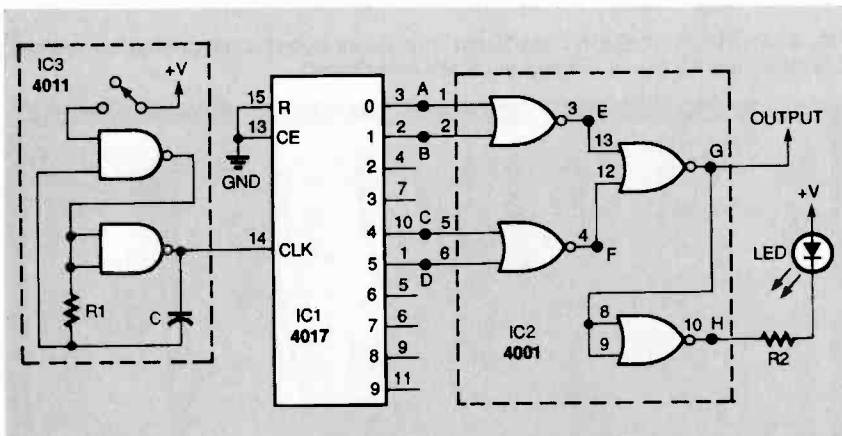 IC3
4011
+V
15
R
13
CE
GND
14
CLK
IC1
4017
0
3
A
1
1
2
B
2
2
4
3
7
4
10
C
5
5
1
D
6
6
5
7
6
8
9
9
11
3
E
4
F
13
12
G
OUTPUT
+V
LED
8
9
10
H
R2
IC2
4001
R1
C